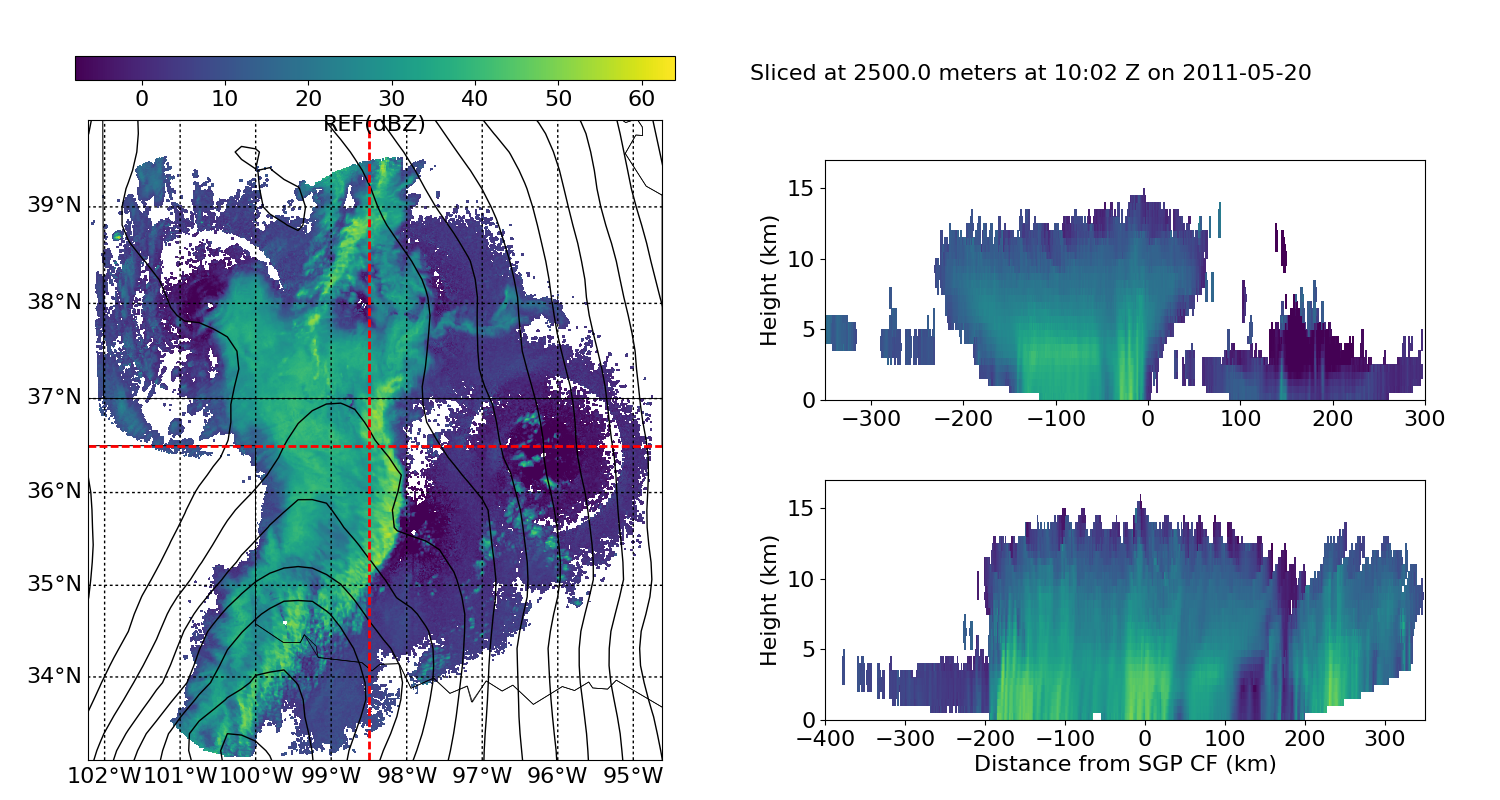 Sliced at 2500.0 meters at 10:02 Z on 2011-05-20
0 10 20 30 40 50 60
REF(dBZ)
39°N
38°N
37°N
36°N
35°N
34°N
102°W 101°W 100°W 99°W 98°W 97°W 96°W 95°W
Height (km)
15
10
5
0
−300 −200 −100 0 100 200 300
Height (km)
15
10
5
0
−400 −300 −200 −100 0 100 200 300
Distance from SGP CF (km)